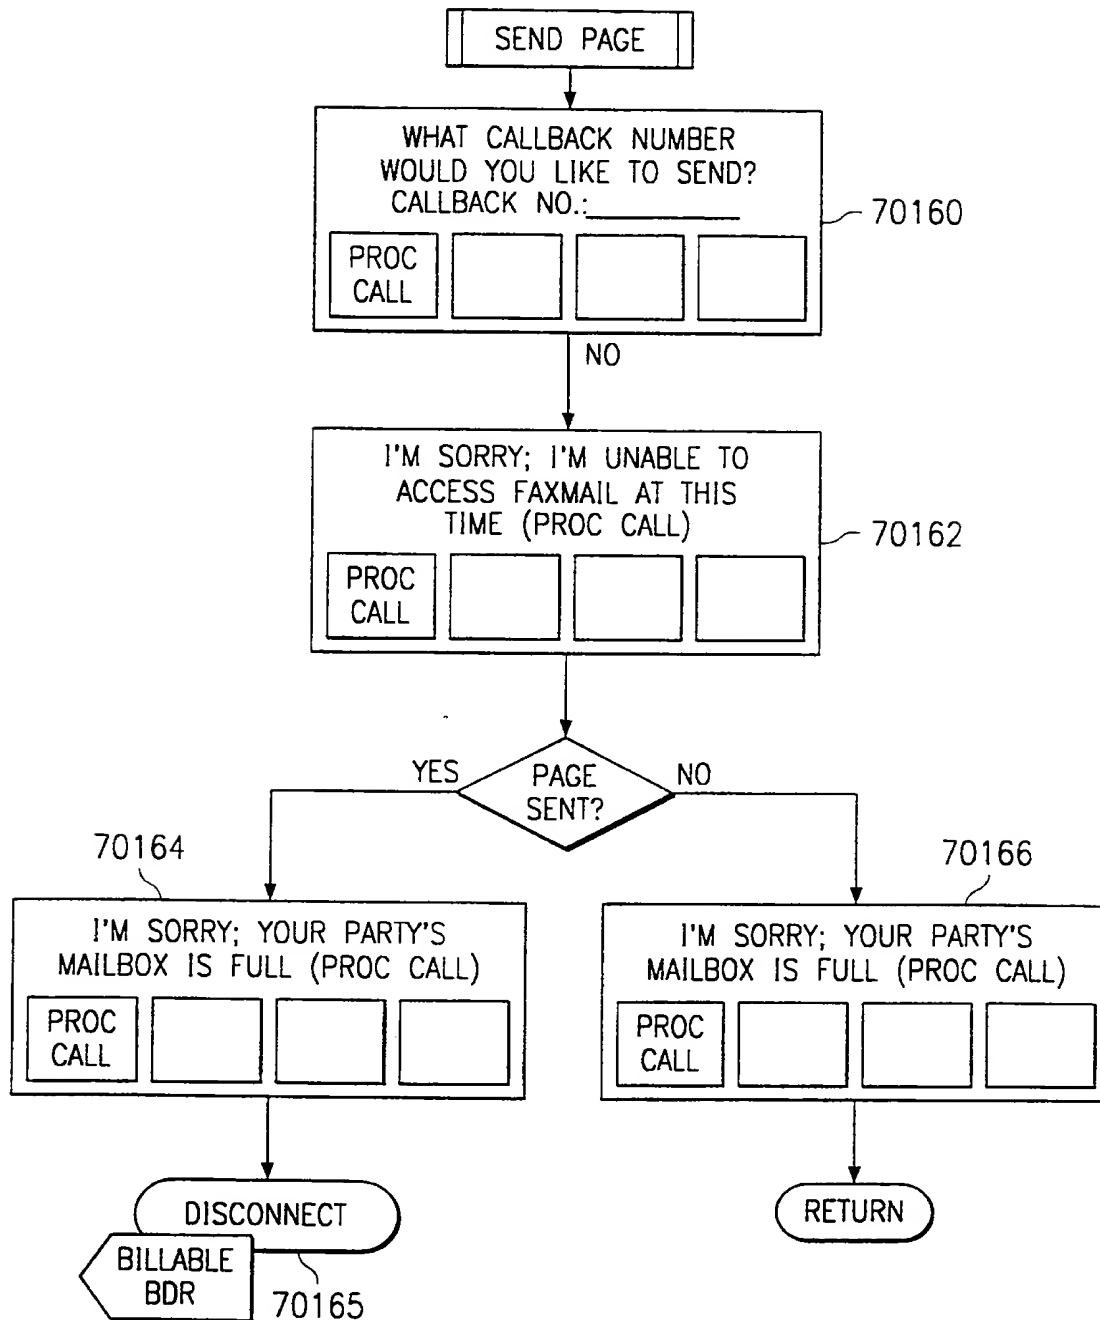 SEND PAGE
WHAT CALLBACK NUMBER
WOULD YOU LIKE TO SEND?
CALLBACK NO.:
70160
PROC
CALL
NO
I'M SORRY; I'M UNABLE TO
ACCESS FAXMAIL AT THIS
TIME (PROC CALL)
70162
PROC
CALL
YES
PAGE
SENT?
NO
70164
70166
I'M SORRY; YOUR PARTY'S
MAILBOX IS FULL (PROC CALL)
PROC
CALL
I'M SORRY; YOUR PARTY'S
MAILBOX IS FULL (PROC CALL)
PROC
CALL
DISCONNECT
RETURN
BILLABLE
BDR
70165